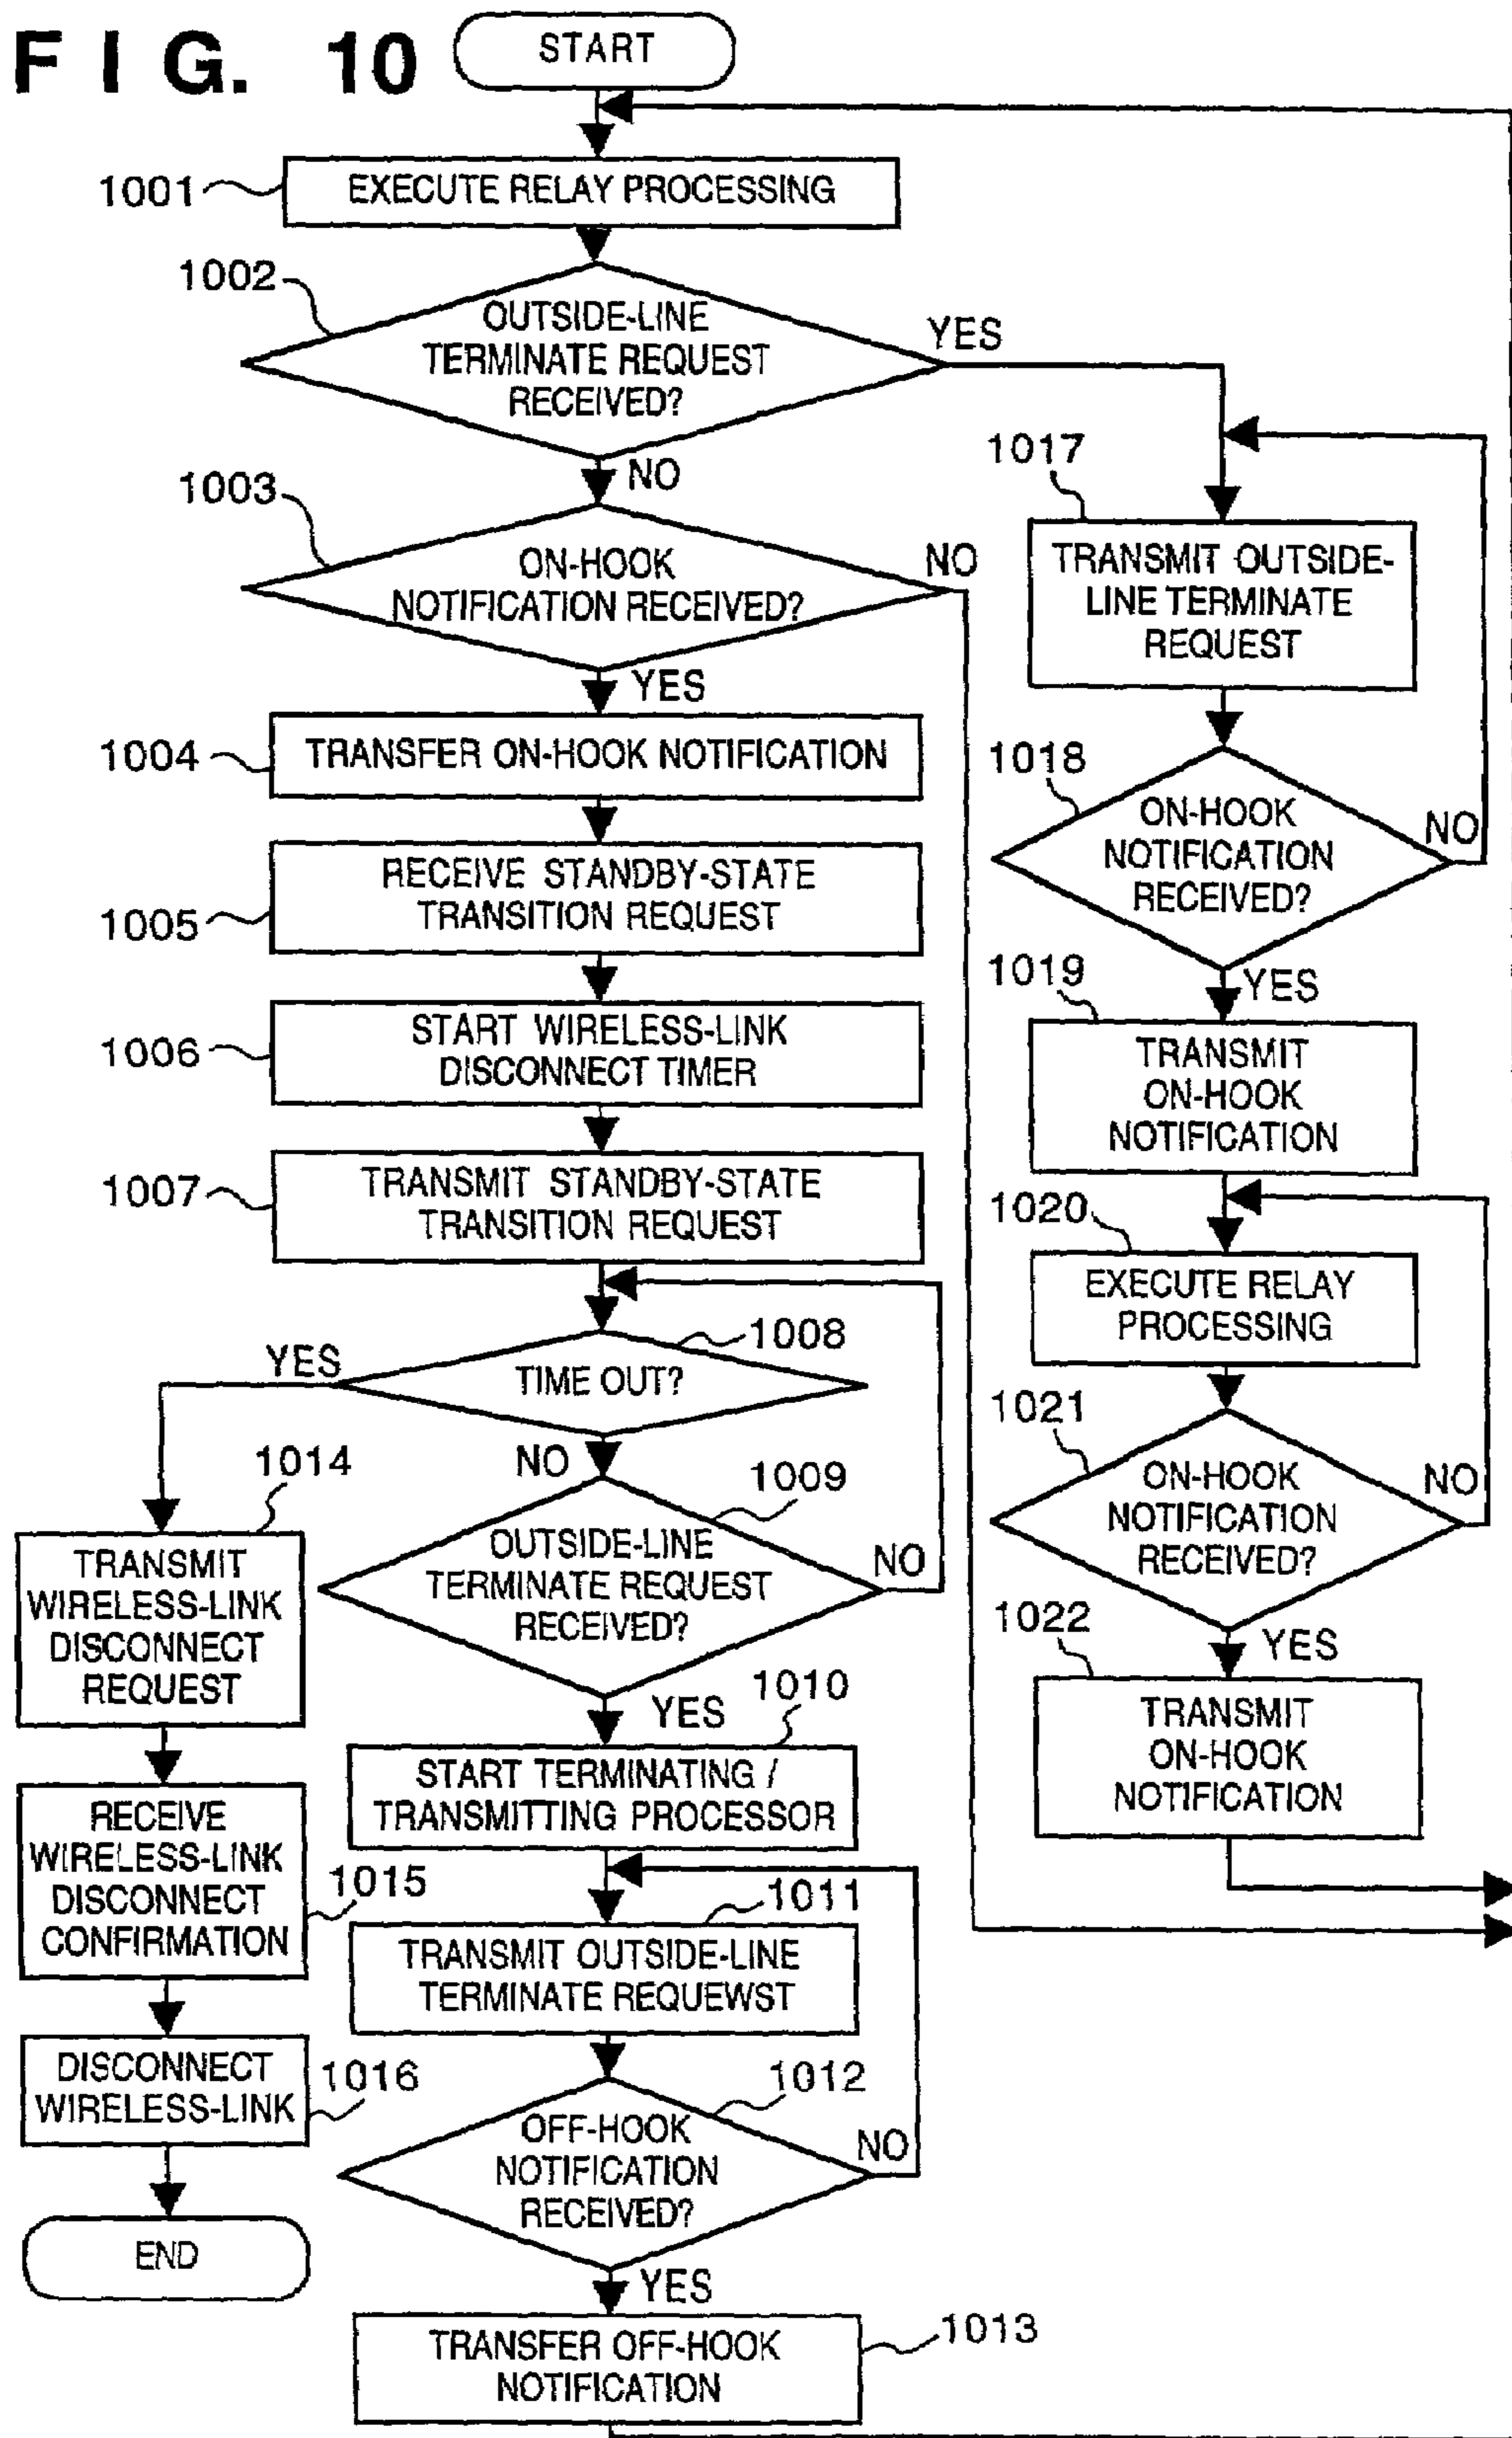 FIG. 10
START
1001
EXECUTE RELAY PROCESSING
1002
OUTSIDE-LINE
TERMINATE REQUEST
RECEIVED?
YES
NO
1003
ON-HOOK
NOTIFICATION RECEIVED?
NO
YES
1004
TRANSFER ON-HOOK NOTIFICATION
1005
RECEIVE STANDBY-STATE
TRANSITION REQUEST
1006
START WIRELESS-LINK
DISCONNECT TIMER
1007
TRANSMIT STANDBY-STATE
TRANSITION REQUEST
1008
TIME OUT?
YES
NO
1009
OUTSIDE-LINE
TERMINATE REQUEST
RECEIVED?
NO
YES
1010
START TERMINATING /
TRANSMITTING PROCESSOR
1011
TRANSMIT OUTSIDE-LINE
TERMINATE REQUEWST
1012
OFF-HOOK
NOTIFICATION
RECEIVED?
NO
YES
1013
TRANSFER OFF-HOOK
NOTIFICATION
1014
TRANSMIT
WIRELESS-LINK
DISCONNECT
REQUEST
RECEIVE
WIRELESS-LINK
DISCONNECT
CONFIRMATION
1015
DISCONNECT
WIRELESS-LINK
1016
END
1017
TRANSMIT OUTSIDE-
LINE TERMINATE
REQUEST
1018
ON-HOOK
NOTIFICATION
RECEIVED?
NO
YES
1019
TRANSMIT
ON-HOOK
NOTIFICATION
1020
EXECUTE RELAY
PROCESSING
1021
ON-HOOK
NOTIFICATION
RECEIVED?
NO
YES
1022
TRANSMIT
ON-HOOK
NOTIFICATION